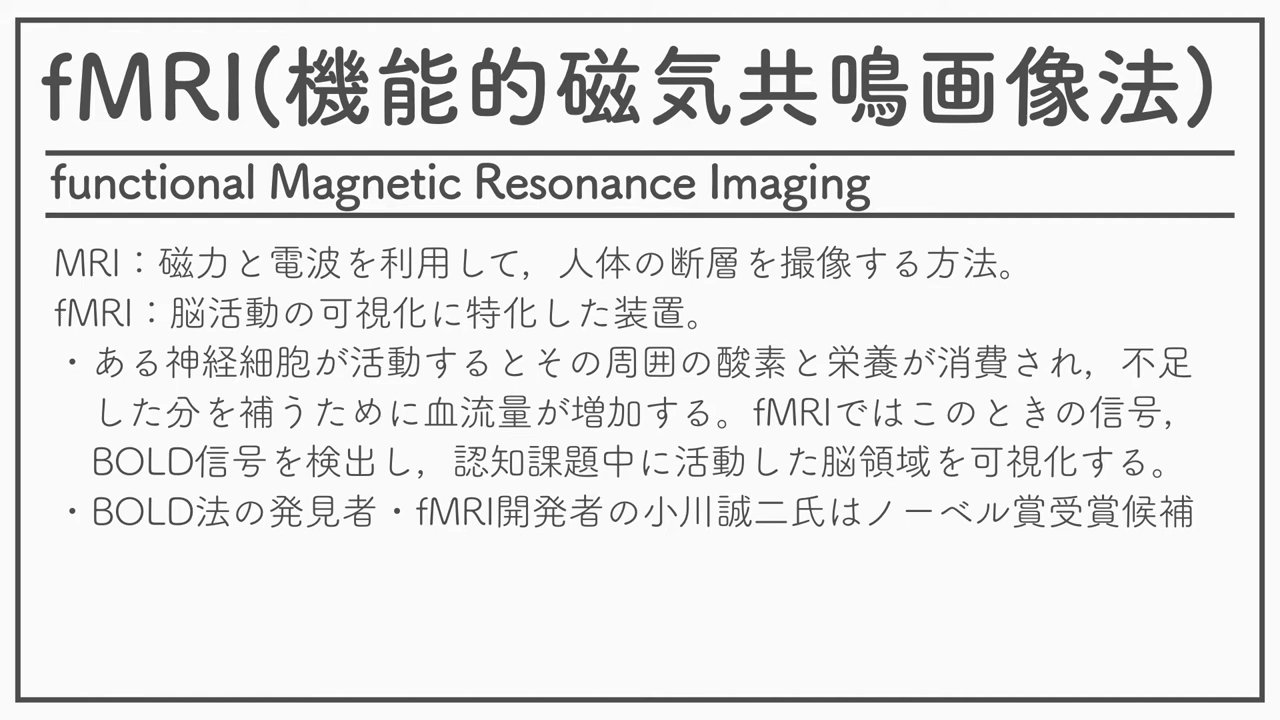 fMRI(機能的磁気共鳴画像法)
functional Magnetic Resonance Imaging
MRI：磁力と電波を利用して，人体の断層を撮像する方法。
fMRI：脳活動の可視化に特化した装置。
・ある神経細胞が活動するとその周囲の酸素と栄養が消費され，不足
した分を補うために血流量が増加する。fMRIではこのときの信号，
BOLD信号を検出し，認知課題中に活動した脳領域を可視化する。
・BOLD法の発見者・fMRI開発者の小川誠二氏はノーベル賞受賞候補